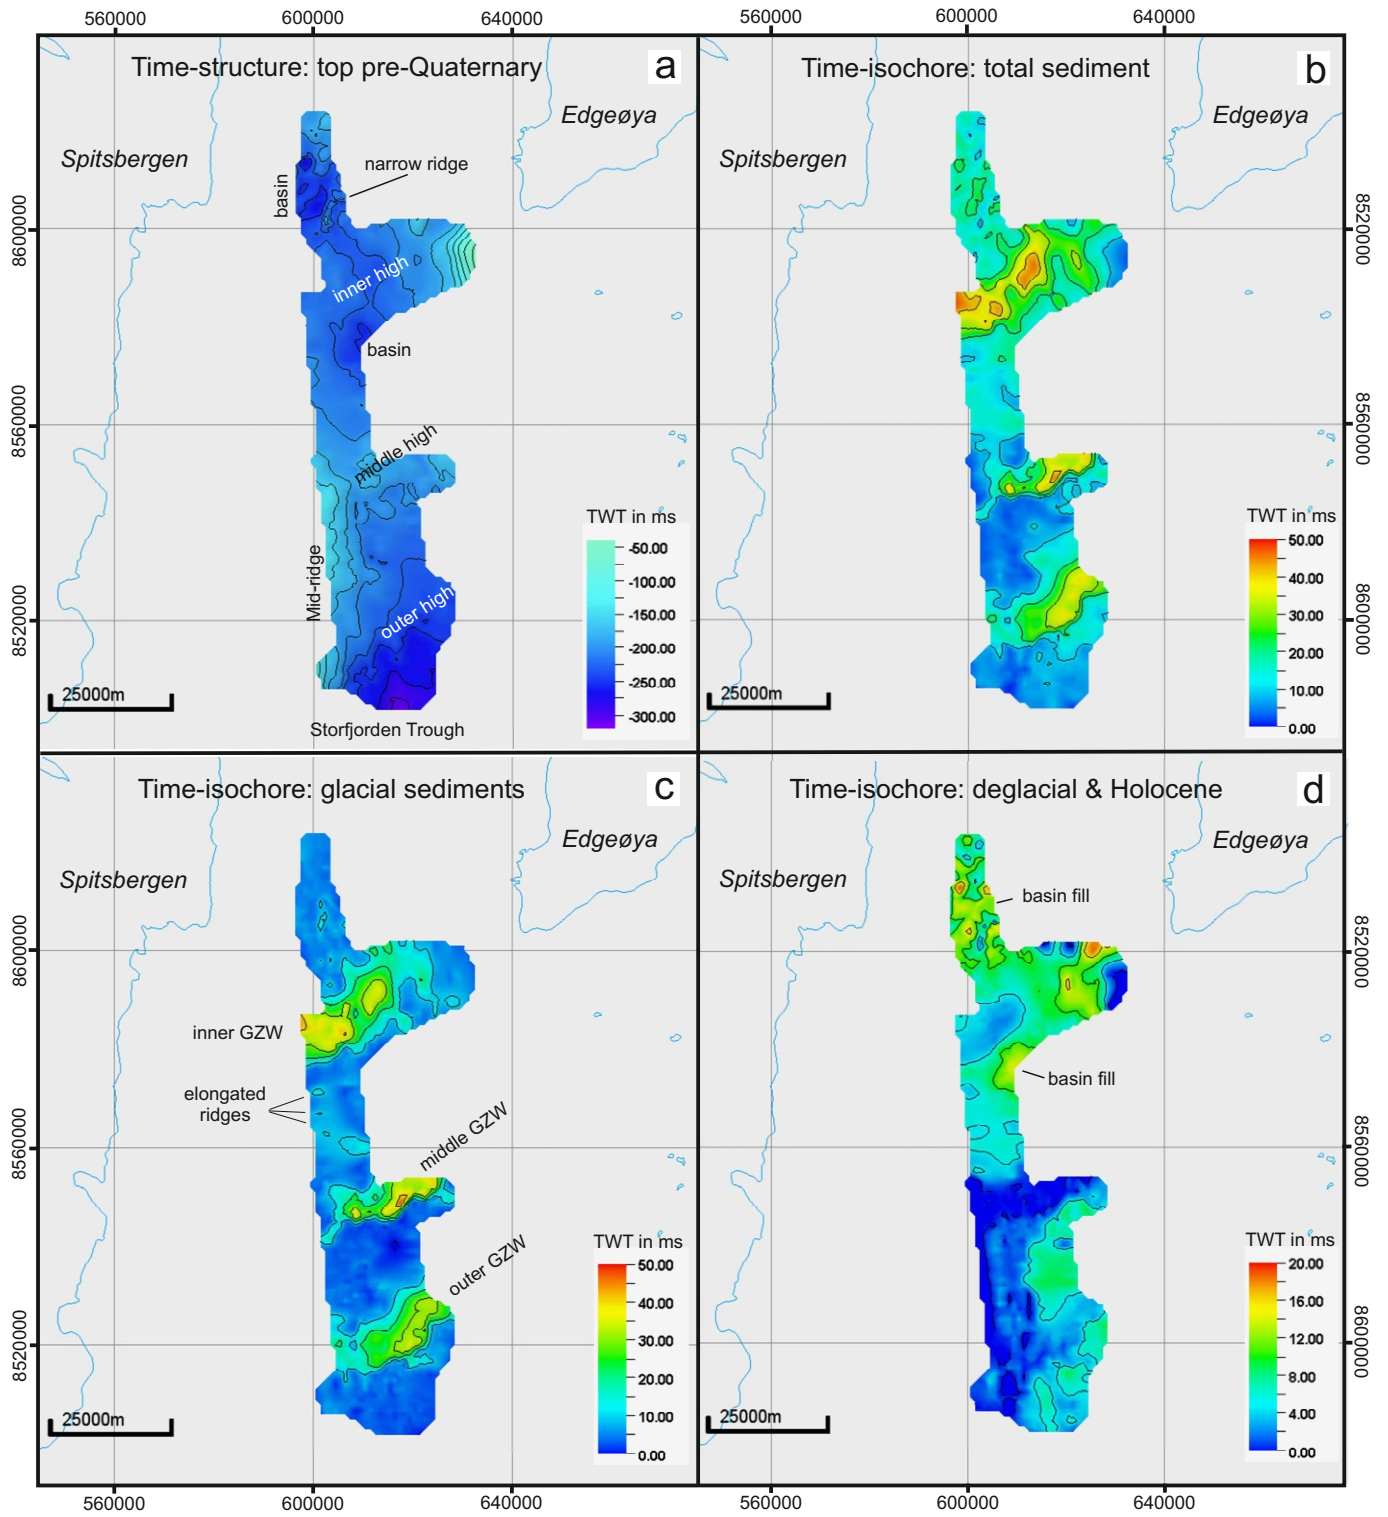 560000 600000 640000 560000 600000 640000
Time-structure: top pre-Quaternary
a
Edgeøya
Spitsbergen
narrow ridge
basin
8600000
inner high
basin
8560000
middle high
TWT in ms
-50.00
-100.00
-150.00
-200.00
-250.00
-300.00
Mid-ridge
outer high
8520000
25000m
Storfjorden Trough
Time-isochore: total sediment
b
Edgeøya
Spitsbergen
8520000
8560000
TWT in ms
50.00
40.00
30.00
20.00
10.00
0.00
8600000
25000m
Time-isochore: glacial sediments
c
Edgeøya
Spitsbergen
8600000
inner GZW
elongated
ridges
middle GZW
8560000
outer GZW
TWT in ms
50.00
40.00
30.00
20.00
10.00
0.00
8520000
25000m
Time-isochore: deglacial & Holocene
d
Edgeøya
Spitsbergen
basin fill
8520000
basin fill
8560000
TWT in ms
20.00
16.00
12.00
8.00
4.00
0.00
8600000
25000m
560000 600000 640000 560000 600000 640000